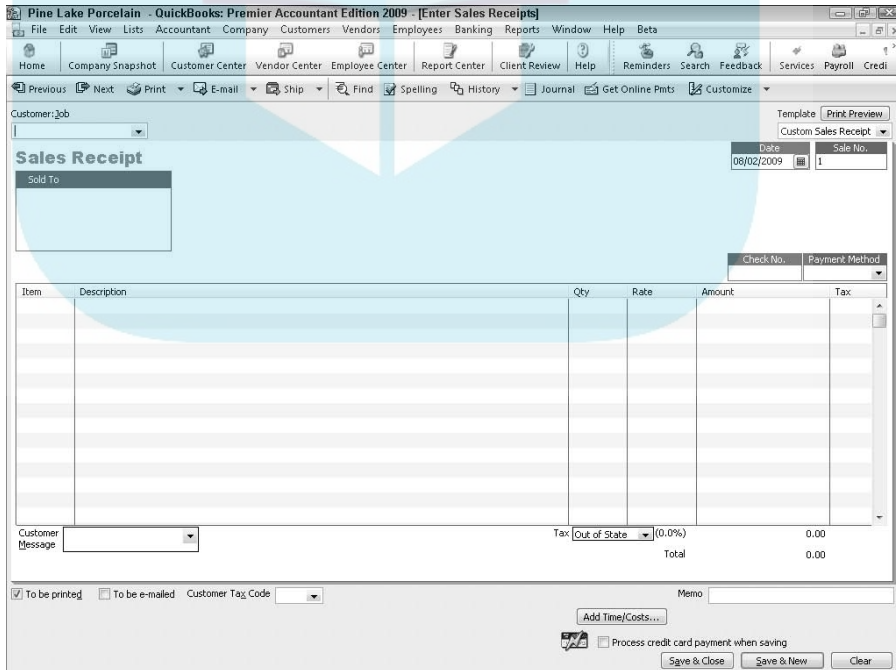 Pine Lake Porcelain - QuickBooks: Premier Accountant Edition 2009 - [Enter Sales Receipts]
File Edit View Lists Accountant Company Customers Vendors Employees Banking Reports Window Help Beta
Home Company Snapshot Customer Center Vendor Center Employee Center Report Center Client Review Help Reminders Search Feedback Services Payroll Credi
Previous Next Print E-mail Ship Find Spelling History Journal Get Online Pmts Customize
Customer:Job Template Print Preview
Custom Sales Receipt
Sales Receipt
Date Sale No.
08/02/2009 1
Sold To
Check No. Payment Method
Item Description Qty Rate Amount Tax
Customer Message
Tax Out of State (0.0%) 0.00
Total 0.00
To be printed To be e-mailed Customer Tax Code Memo
Add Time/Costs...
Process credit card payment when saving
Save & Close Save & New Clear